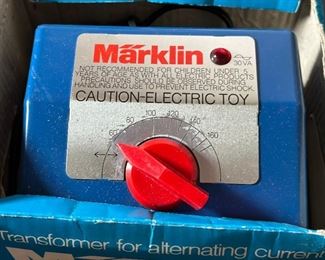 Märklin
30 VA
NOT RECOMMENDED FOR CHILDREN UNDER
YEARS OF AGE AS WITH ALL ELECTRIC
PRECAUTIONS SHOULD BE OBSERVED DURING
HANDLING AND USE TO PREVENT ELECTRIC SHOCK.
CAUTION-ELECTRIC TOY
60 80 100 120 160
Transformer for alternating current